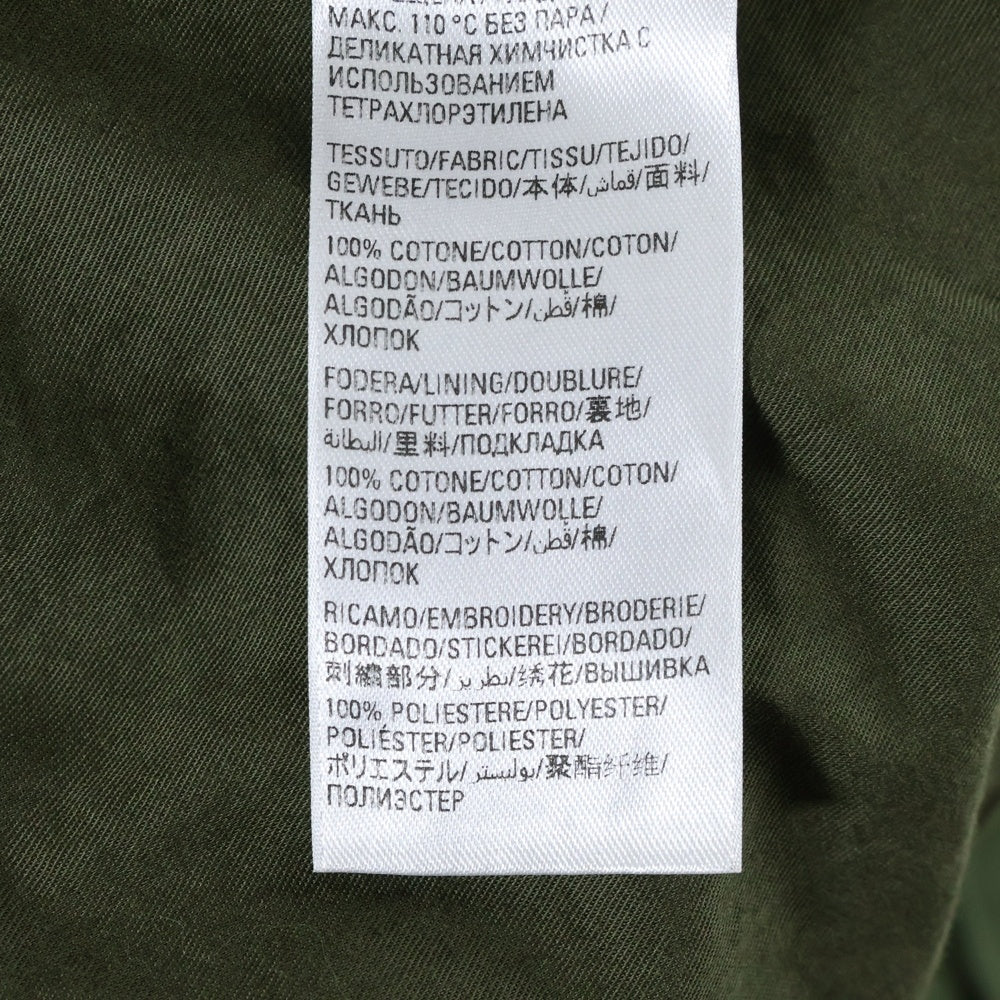 МАКС. 110 °C БЕЗ ПАРА/
ДЕЛИКАТНАЯ ХИМЧИСТКА С
ИСПОЛЬЗОВАНИЕМ
ТЕТРАХЛОРЭТИЛЕНА
TESSUTO/FABRIC/TISSU/TEJIDO/
GEWEBE/TECIDO/本体/قماش/面料/
ТКАНЬ
100% COTONE/COTTON/COTON/
ALGODON/BAUMWOLLE/
ALGODÃO/コットン/قطن/棉/
ХЛОПОК
FODERA/LINING/DOUBLURE/
FORRO/FUTTER/FORRO/裏地/
البطانة/里料/ПОДКЛАДКА
100% COTONE/COTTON/COTON/
ALGODON/BAUMWOLLE/
ALGODÃO/コットン/قطن/棉/
ХЛОПОК
RICAMO/EMBROIDERY/BRODERIE/
BORDADO/STICKEREI/BORDADO/
刺繍部分/تطريز/绣花/ВЫШИВКА
100% POLIESTERE/POLYESTER/
POLIÉSTER/POLIESTER/
ポリエステル/بوليستر/聚酯纤维/
ПОЛИЭСТЕР